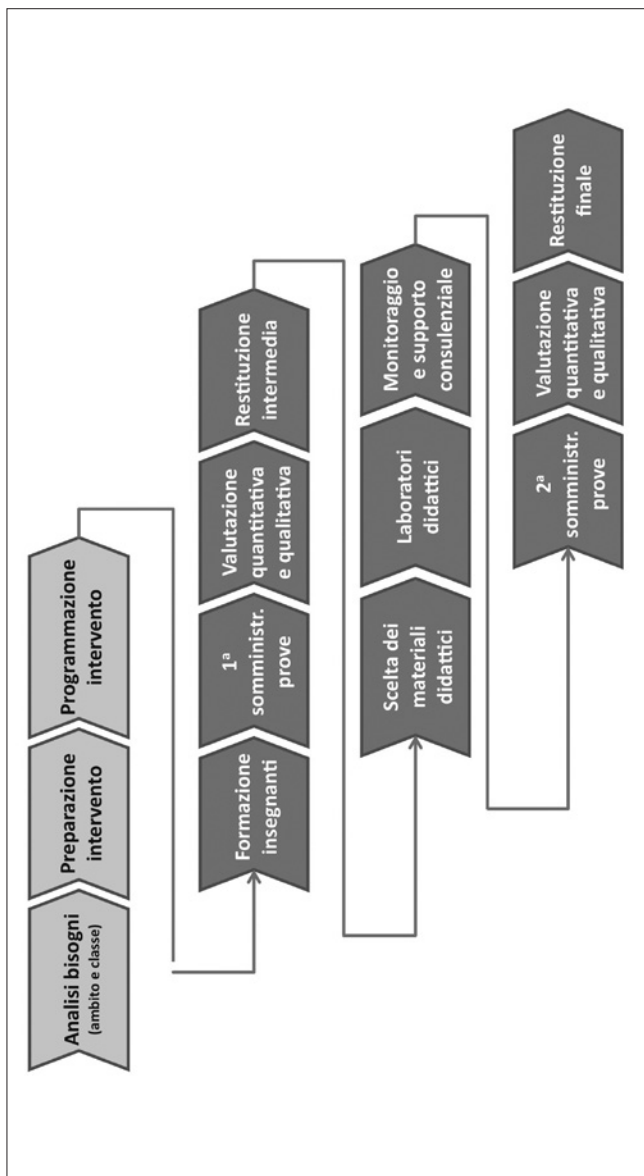 Analisi bisogni
(ambito e classe)
Preparazione
intervento
Programmazione
intervento
Formazione
insegnanti
1ª
somministr.
prove
Valutazione
quantitativa
e qualitativa
Restituzione
intermedia
Scelta dei
materiali
didattici
Laboratori
didattici
Monitoraggio
e supporto
consulenziale
2ª
somministr.
prove
Valutazione
quantitativa
e qualitativa
Restituzione
finale